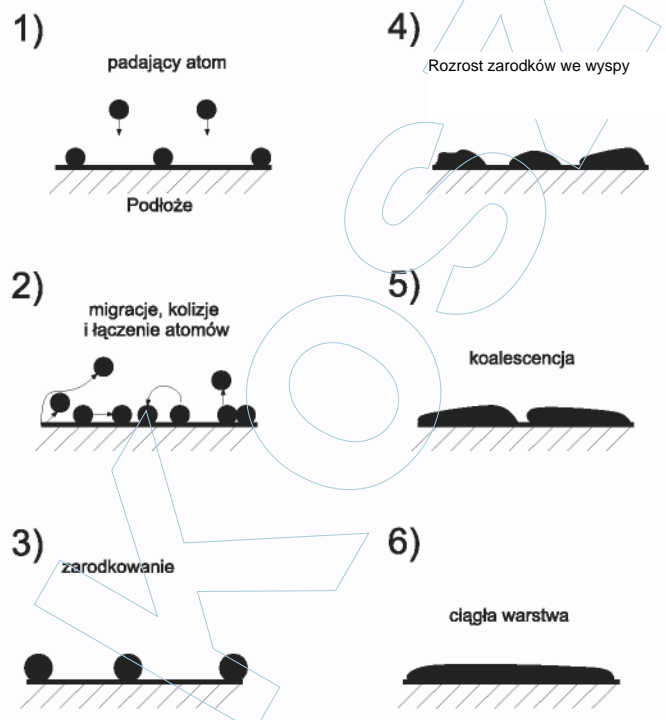 1)
padający atom
Podłoże
2)
migracje, kolizje
i łączenie atomów
3)
zarodkowanie
4)
Rozrost zarodków we wyspy
5)
koalescencja
6)
ciągła warstwa